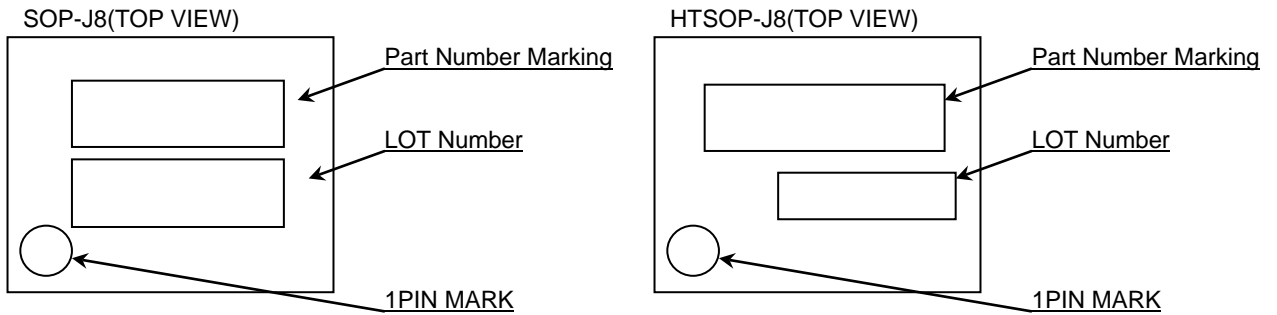 SOP-J8(TOP VIEW)
Part Number Marking
LOT Number
1PIN MARK
HTSOP-J8(TOP VIEW)
Part Number Marking
LOT Number
1PIN MARK